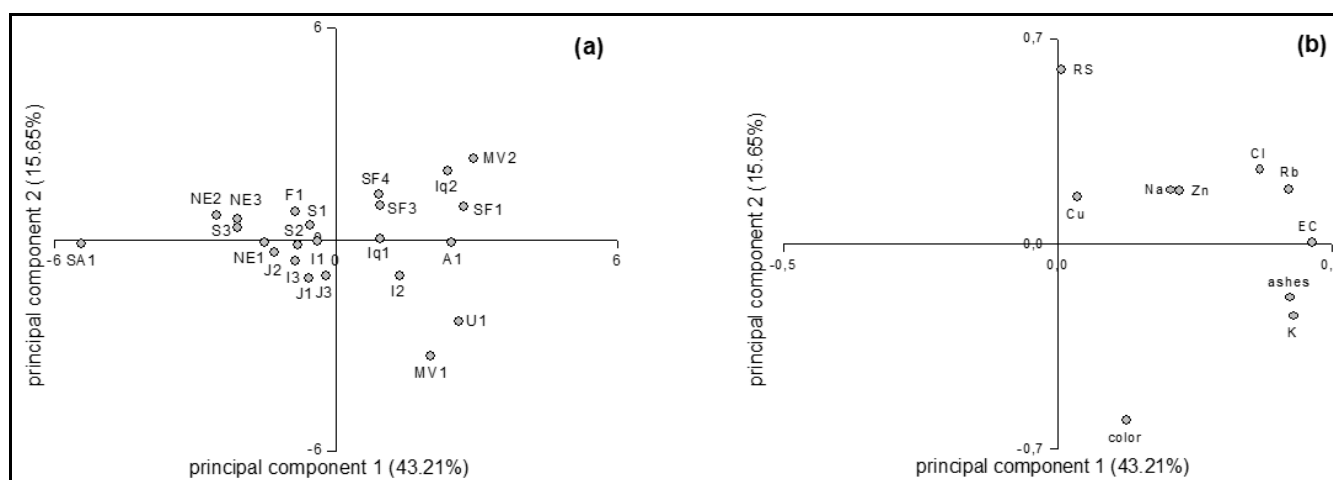 6
(a)
MV2
Iq2
SF4
SF3
SF1
NE2
NE3
F1
S1
S3
S2
-6
SA1
NE1
J2
I1
0
Iq1
A1
6
I3
J1
J3
I2
U1
MV1
-6
principal component 2 (15.65%)
principal component 1 (43.21%)
0,7
(b)
RS
Cl
Rb
Na
Zn
Cu
EC
0,0
-0,5
0,0
0,
ashes
K
color
-0,7
principal component 2 (15.65%)
principal component 1 (43.21%)